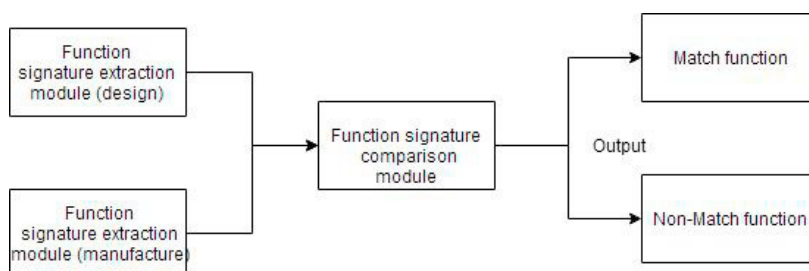 Function
signature extraction
module (design)
Function
signature extraction
module (manufacture)
Function signature
comparison
module
Output
Match function
Non-Match function